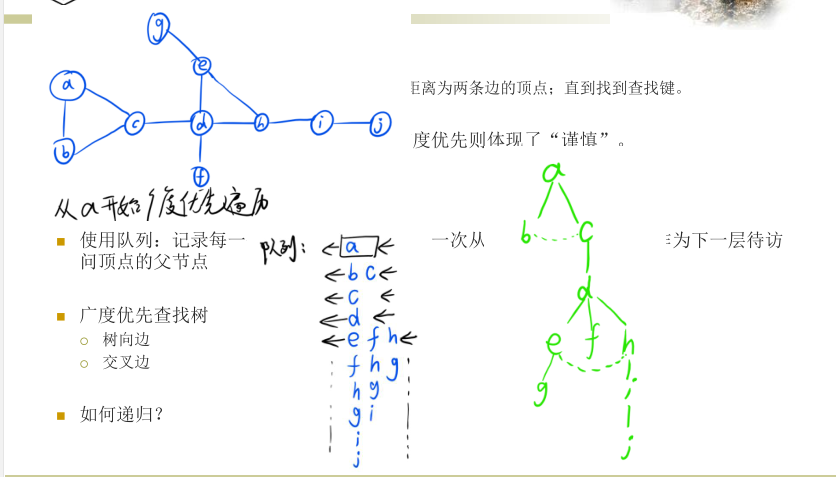 g
e
a
c
d
h
i
j
b
f
距离为两条边的顶点；直到找到查找键。
度优先则体现了“谨慎”。
从a开始广度优先遍历
使用队列：记录每一
问顶点的父节点
一次从
作为下一层待访
广度优先查找树
树向边
交叉边
如何递归？
队列：
a
b c
c
d
e f h
f h g
h g
g i
i
j
a
b c
d
e f h
g i
j